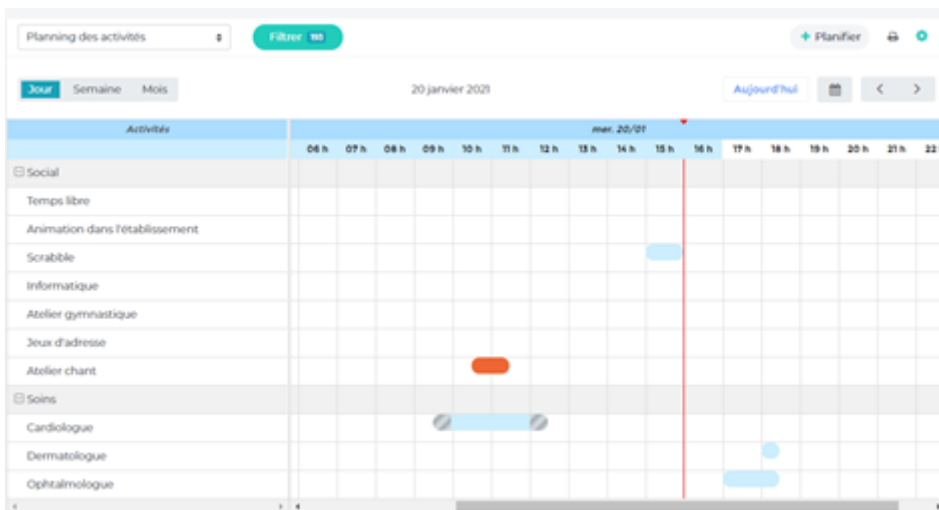 Planning des activités
Filtrer 193
+ Planifier
Jour Semaine Mois
20 janvier 2021
Aujourd'hui
Activités
mer. 20/01
06 h 07 h 08 h 09 h 10 h 11 h 12 h 13 h 14 h 15 h 16 h 17 h 18 h 19 h 20 h 21 h 22
Social
Temps libre
Animation dans l'établissement
Scrabble
Informatique
Atelier gymnastique
Jeux d'adresse
Atelier chant
Soins
Cardiologue
Dermatologue
Ophtalmologue